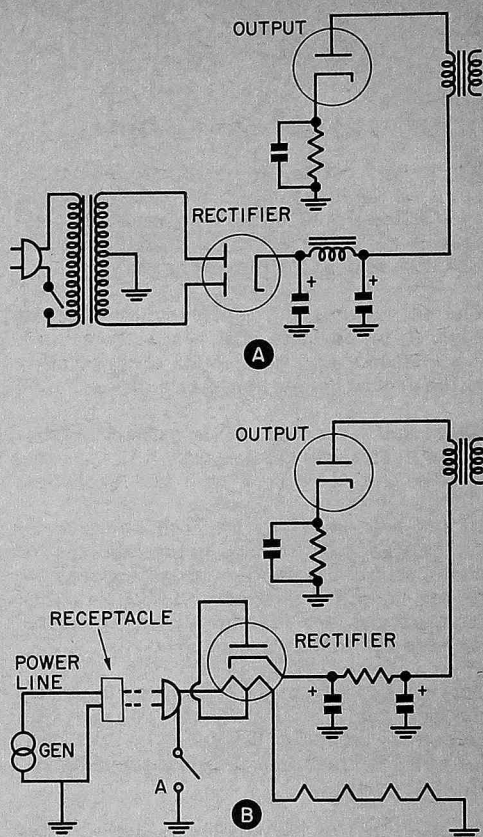 OUTPUT
RECTIFIER
+
+
A
OUTPUT
RECEPTACLE
RECTIFIER
POWER
LINE
+
+
GEN
A
B